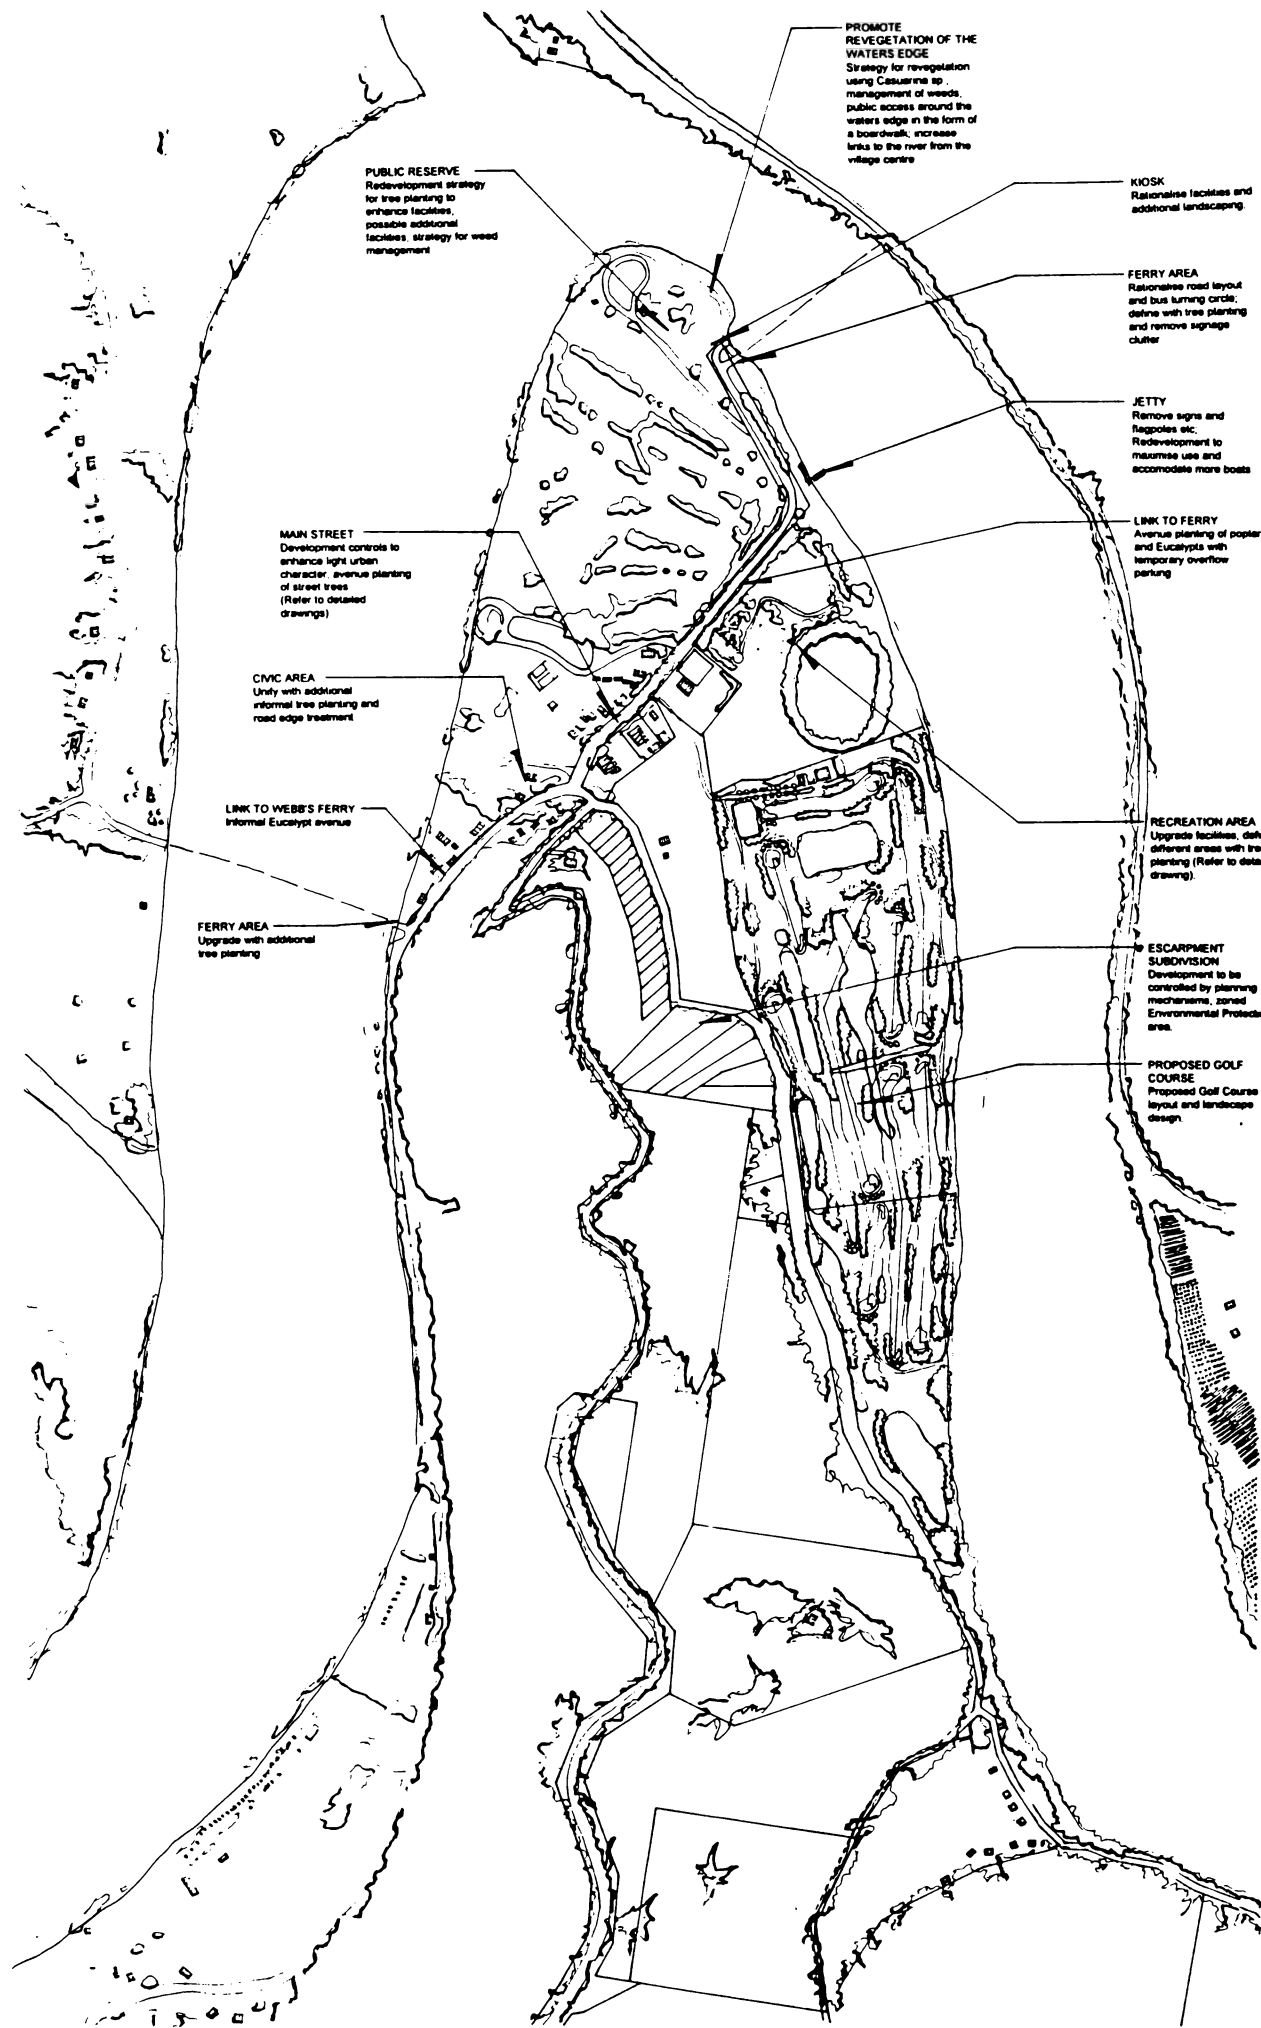 PROMOTE
REVEGETATION OF THE
WATERS EDGE
Strategy for revegetation
using Casuarina sp ,
management of weeds,
public access around the
waters edge in the form of
a boardwalk; increase
links to the river from the
village centre
PUBLIC RESERVE
Redevelopment strategy
for tree planting to
enhance facilities,
possible additional
facilities, strategy for weed
management
KIOSK
Rationalise facilities and
additional landscaping.
FERRY AREA
Rationalise road layout
and bus turning circle;
define with tree planting
and remove signage
clutter
JETTY
Remove signs and
flagpoles etc;
Redevelopment to
maximise use and
accomodate more boats
MAIN STREET
Development controls to
enhance light urban
character, avenue planting
of street trees
(Refer to detailed
drawings)
LINK TO FERRY
Avenue planting of poplar
and Eucalypts with
temporary overflow
parking
CIVIC AREA
Unify with additional
informal tree planting and
road edge treatment
LINK TO WEBB'S FERRY
Informal Eucalypt avenue
RECREATION AREA
Upgrade facilities, defi
different areas with tre
planting (Refer to deta
drawing).
FERRY AREA
Upgrade with additional
tree planting
ESCARPMENT
SUBDIVISION
Development to be
controlled by planning
mechanisms, zoned
Environmental Protecti
area.
PROPOSED GOLF
COURSE
Proposed Golf Course
layout and landscape
design.